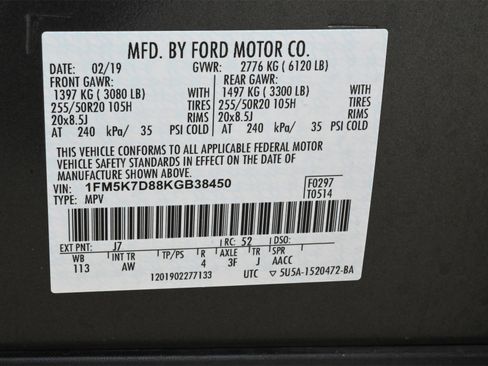 MFD. BY FORD MOTOR CO.
DATE: 02/19 GVWR: 2776 KG ( 6120 LB)
FRONT GAWR: REAR GAWR:
1397 KG ( 3080 LB) WITH 1497 KG ( 3300 LB) WITH
255/50R20 105H TIRES 255/50R20 105H TIRES
20x8.5J RIMS 20x8.5J RIMS
AT 240 kPa/ 35 PSI COLD AT 240 kPa/ 35 PSI COLD
THIS VEHICLE CONFORMS TO ALL APPLICABLE FEDERAL MOTOR
VEHICLE SAFETY STANDARDS IN EFFECT ON THE DATE OF
MANUFACTURE SHOWN ABOVE.
VIN: 1FM5K7D88KGB38450 F0297
TYPE: MPV T0514
EXT PNT: J7 RC: 52
WB INT TR TP/PS R AXLE TR SPR
113 AW 4 3F J AACC
1201902277133 UTC 5U5A-1520472-BA